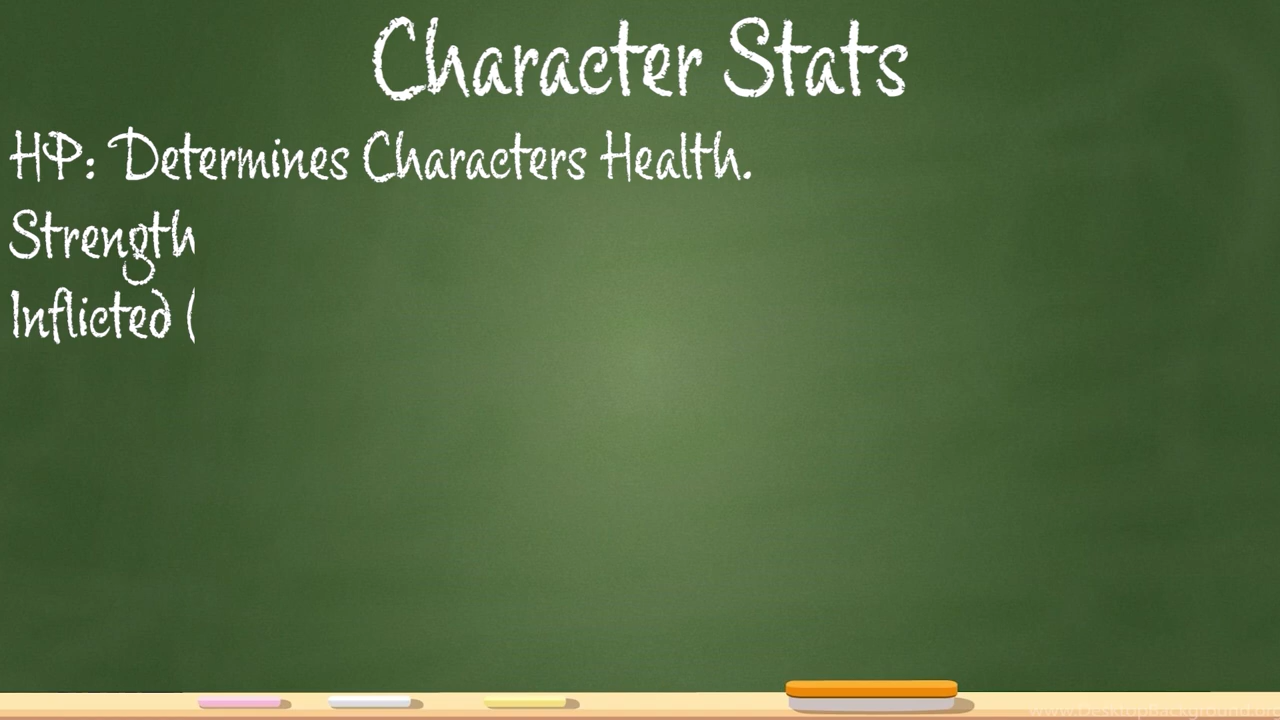 Character Stats
HP: Determines Characters Health.
Strength
Inflicted (